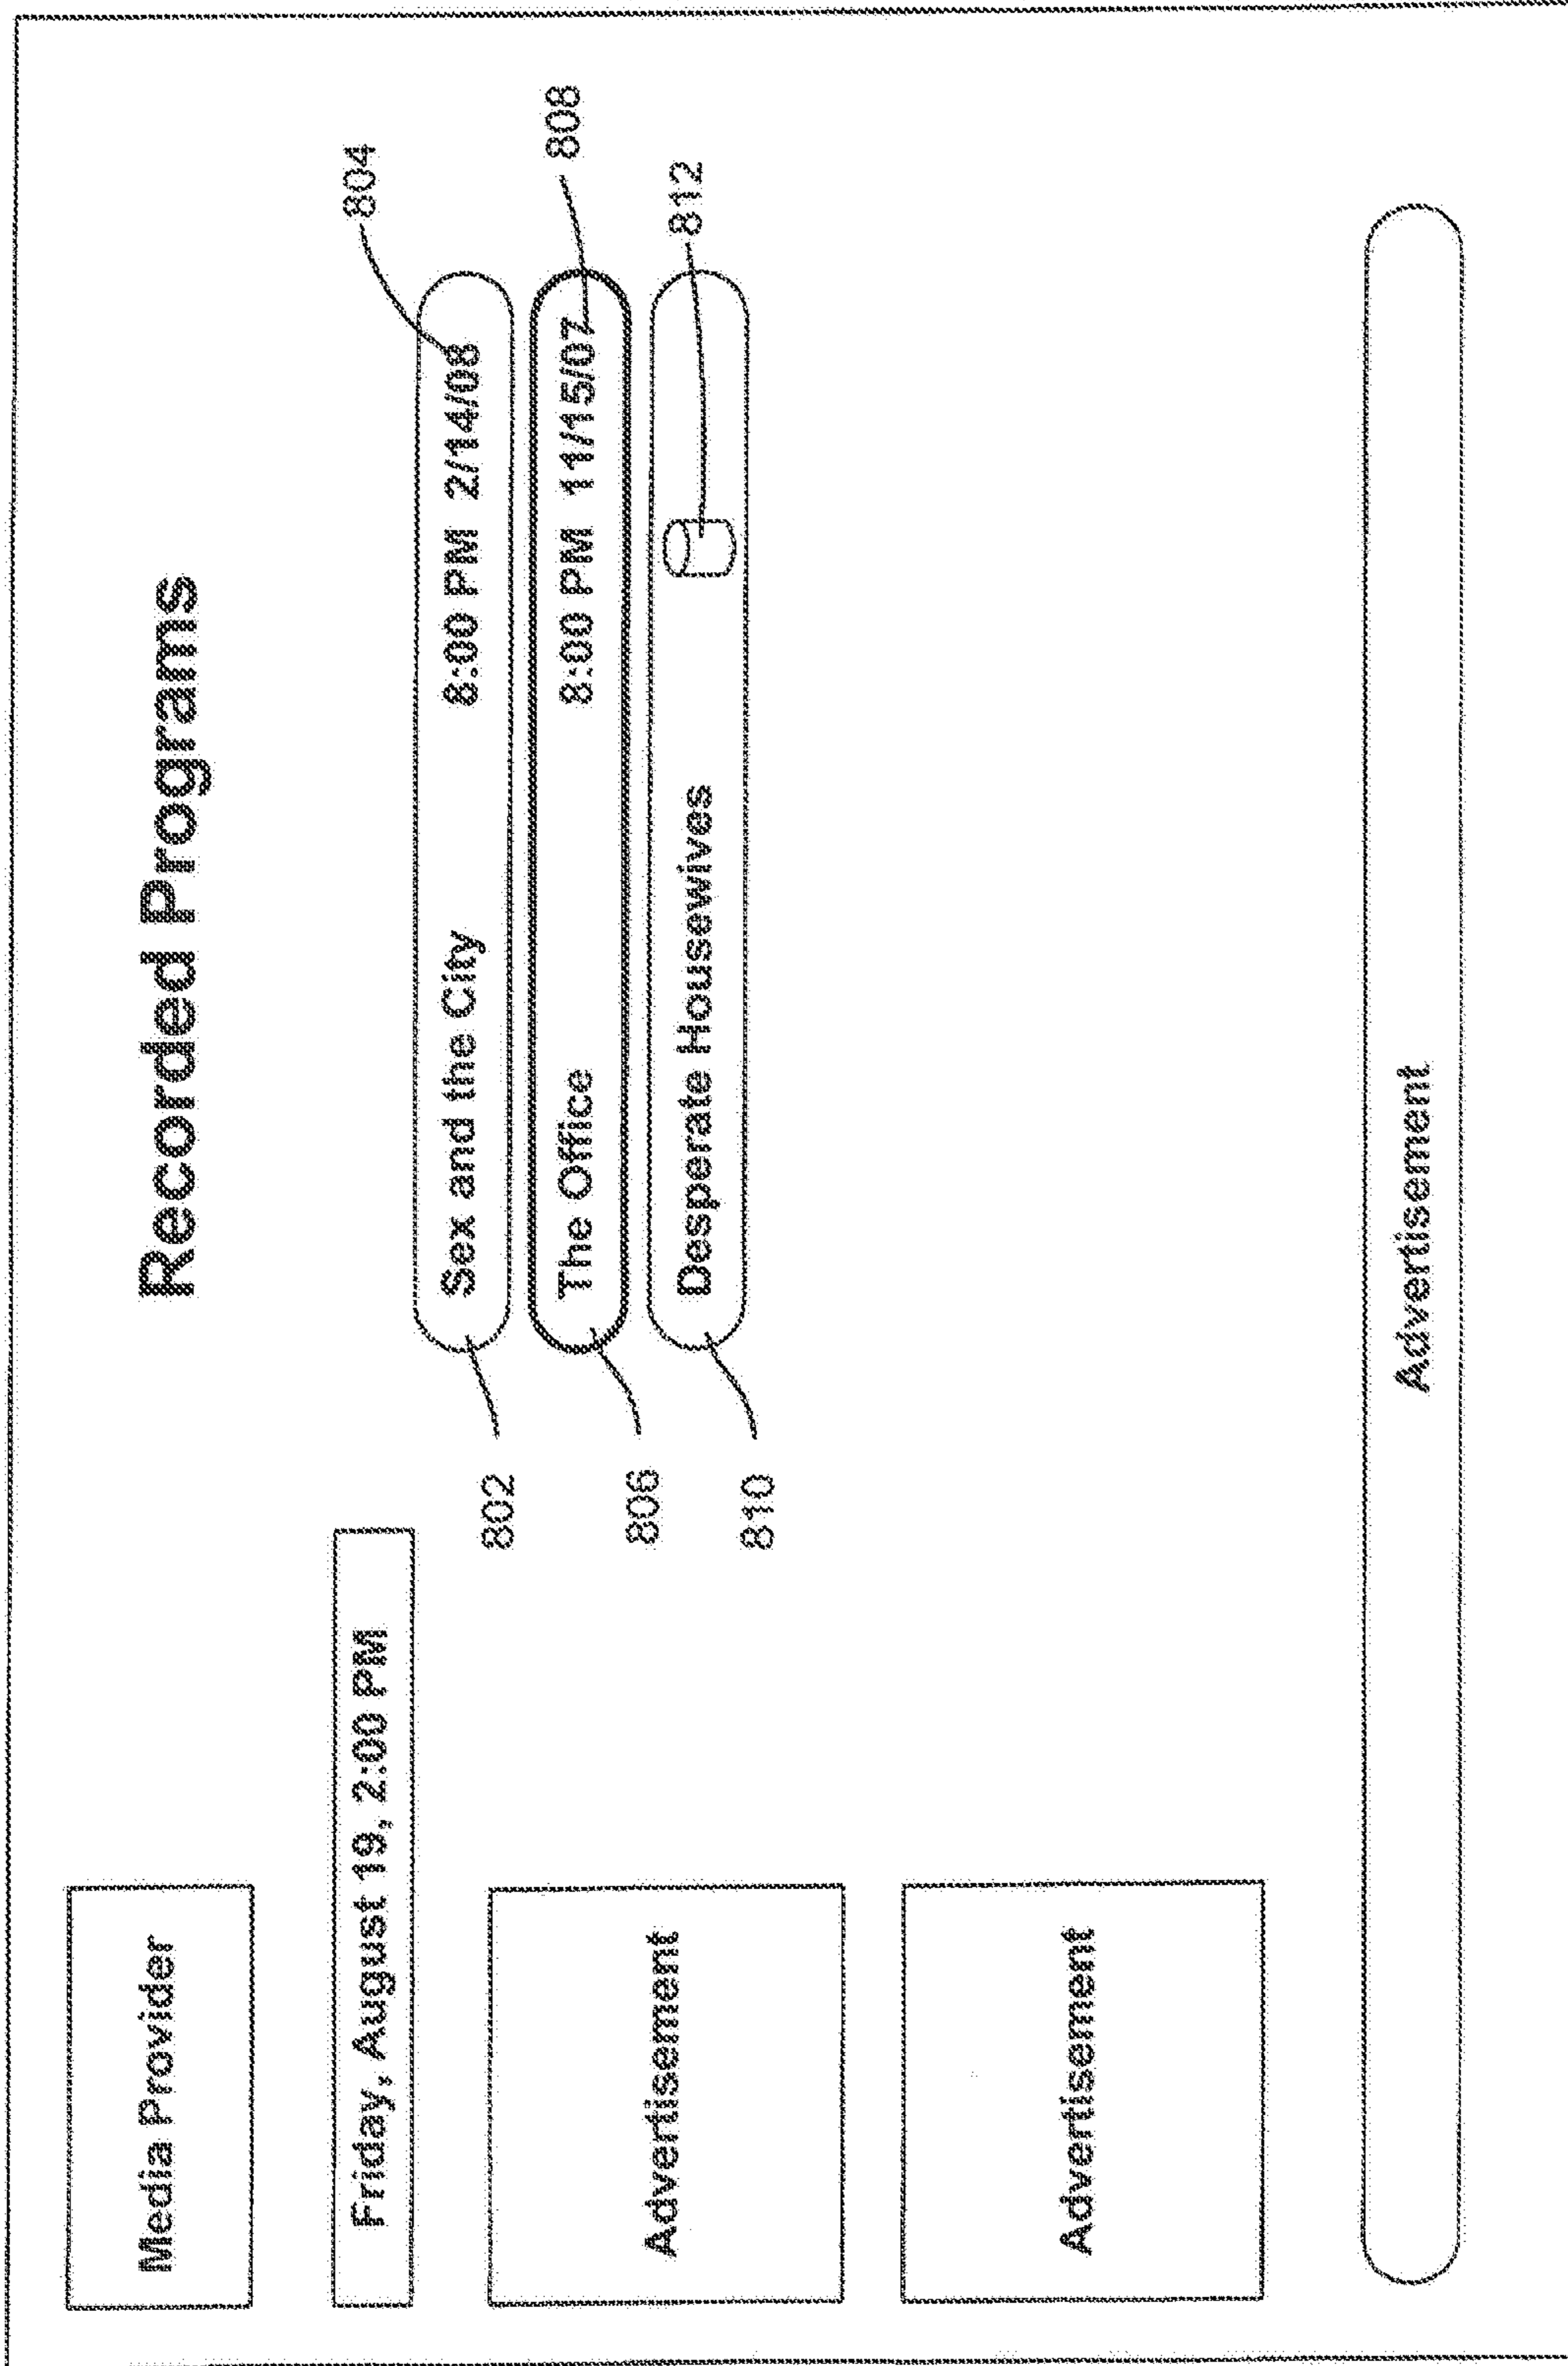 Media Provider
Recorded Programs
Friday, August 19, 2:00 PM
804
Sex and the City 8:00 PM 2/14/08
802
808
The Office 8:00 PM 11/15/07
806
812
Desperate Housewives
810
Advertisement
Advertisement
Advertisement